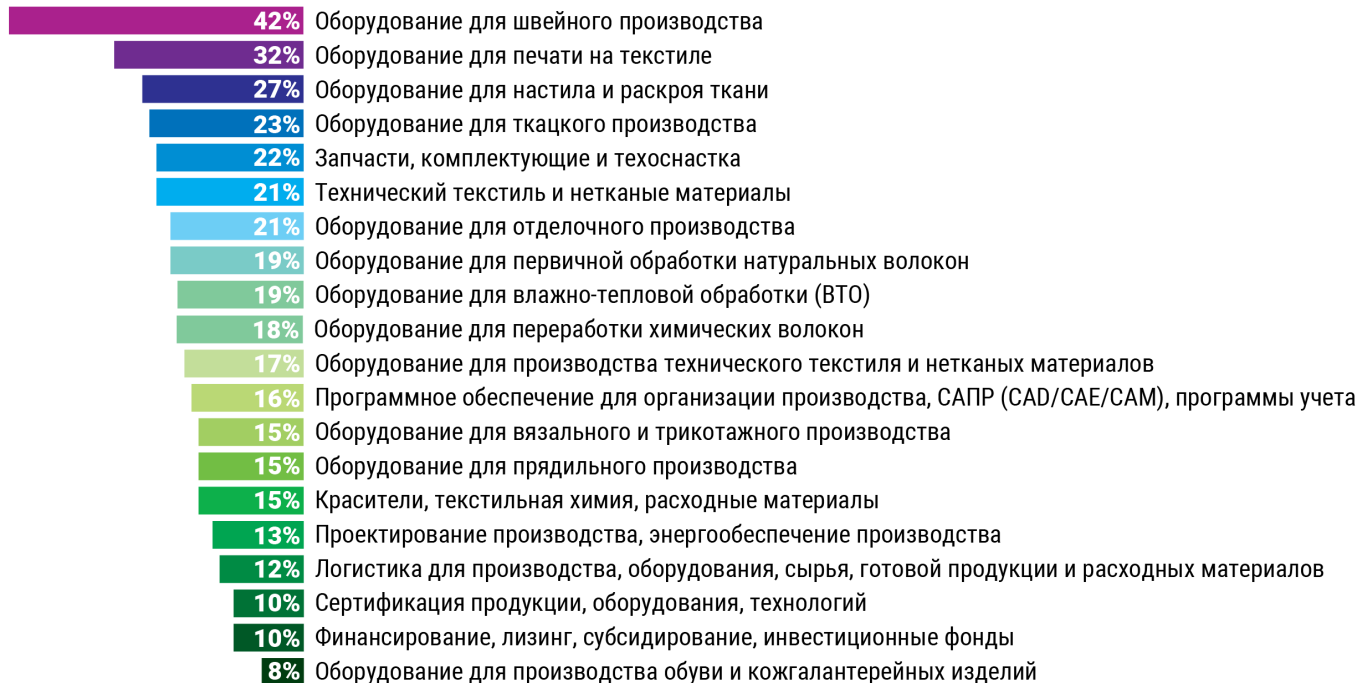 42% Оборудование для швейного производства
32% Оборудование для печати на текстиле
27% Оборудование для настила и раскроя ткани
23% Оборудование для ткацкого производства
22% Запчасти, комплектующие и техоснастка
21% Технический текстиль и нетканые материалы
21% Оборудование для отделочного производства
19% Оборудование для первичной обработки натуральных волокон
19% Оборудование для влажно-тепловой обработки (ВТО)
18% Оборудование для переработки химических волокон
17% Оборудование для производства технического текстиля и нетканых материалов
16% Программное обеспечение для организации производства, САПР (CAD/CAE/CAM), программы учета
15% Оборудование для вязального и трикотажного производства
15% Оборудование для прядильного производства
15% Красители, текстильная химия, расходные материалы
13% Проектирование производства, энергообеспечение производства
12% Логистика для производства, оборудования, сырья, готовой продукции и расходных материалов
10% Сертификация продукции, оборудования, технологий
10% Финансирование, лизинг, субсидирование, инвестиционные фонды
8% Оборудование для производства обуви и кожгалантерейных изделий